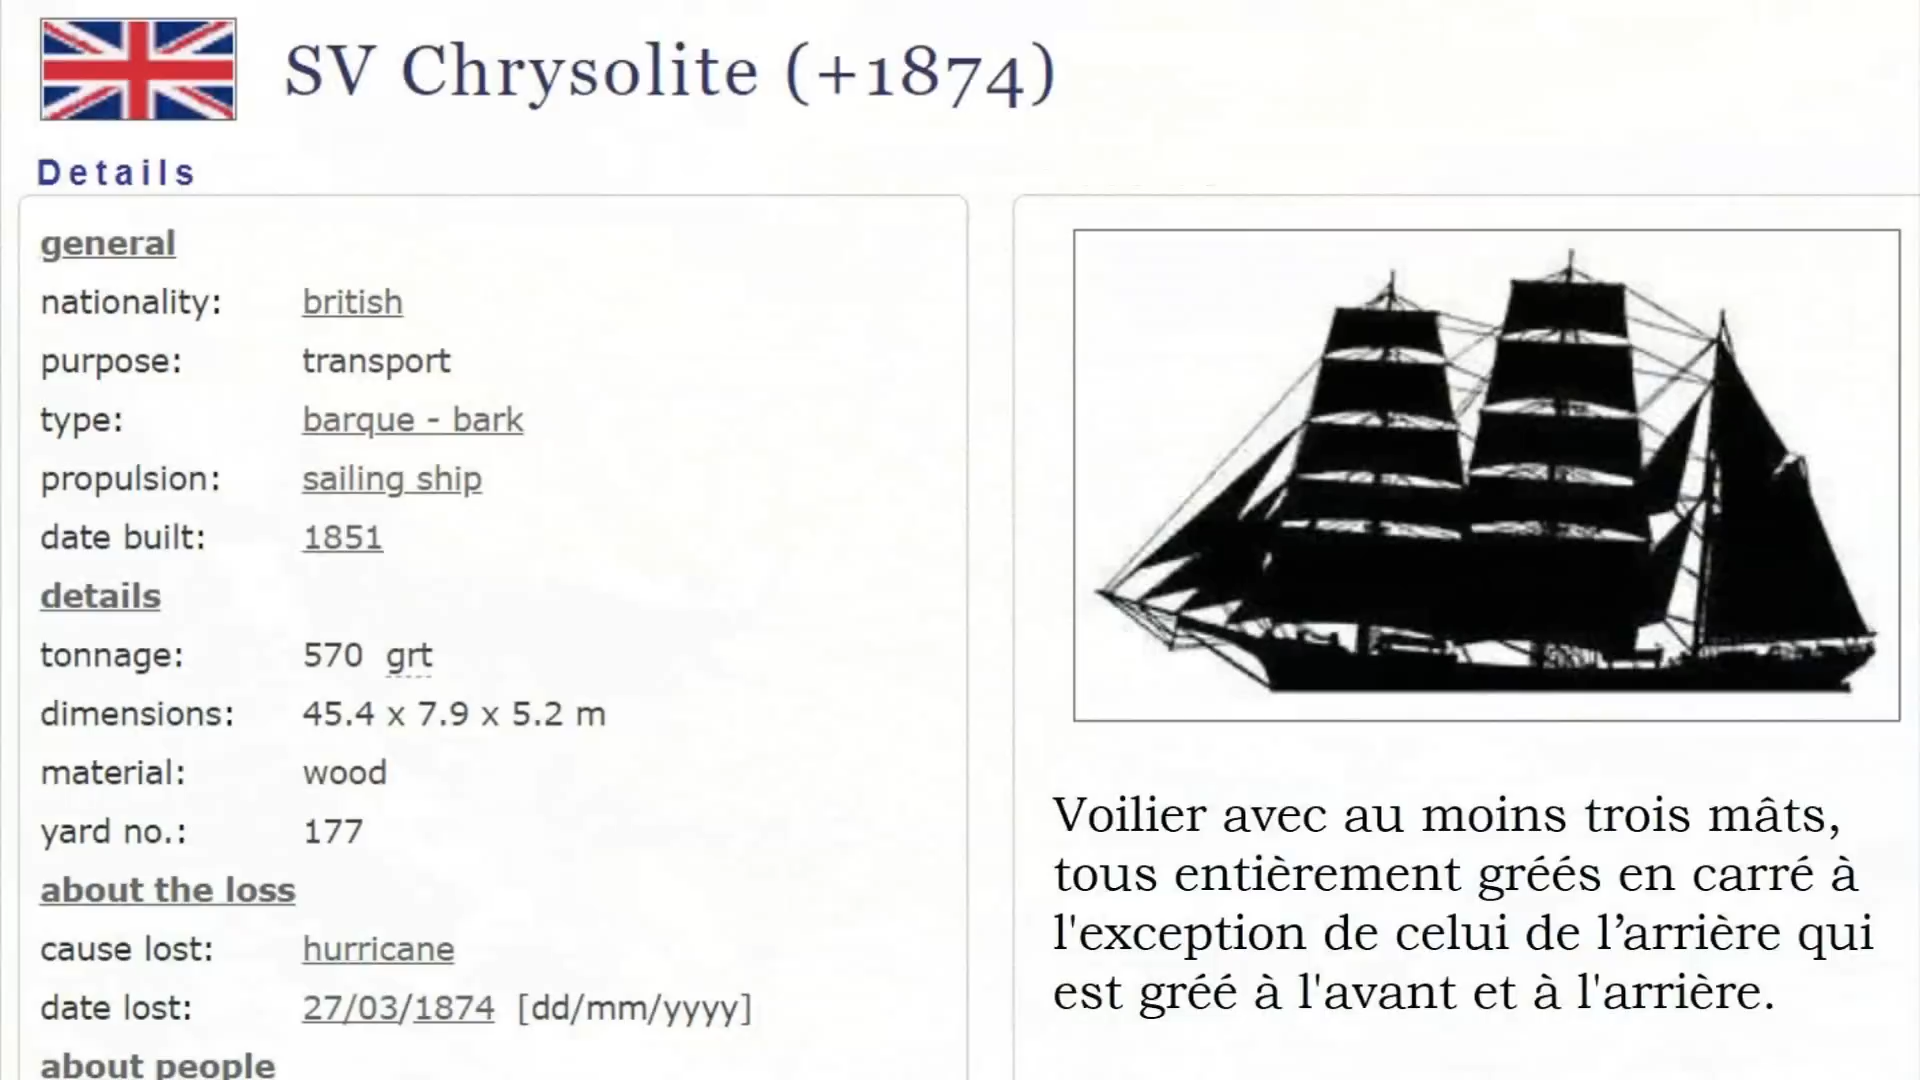 SV Chrysolite (+1874)
Details
general
nationality: british
purpose: transport
type: barque - bark
propulsion: sailing ship
date built: 1851
details
tonnage: 570 grt
dimensions: 45.4 x 7.9 x 5.2 m
material: wood
yard no.: 177
about the loss
cause lost: hurricane
date lost: 27/03/1874 [dd/mm/yyyy]
about people
Voilier avec au moins trois mâts,
tous entièrement gréés en carré à
l'exception de celui de l’arrière qui
est gréé à l'avant et à l'arrière.